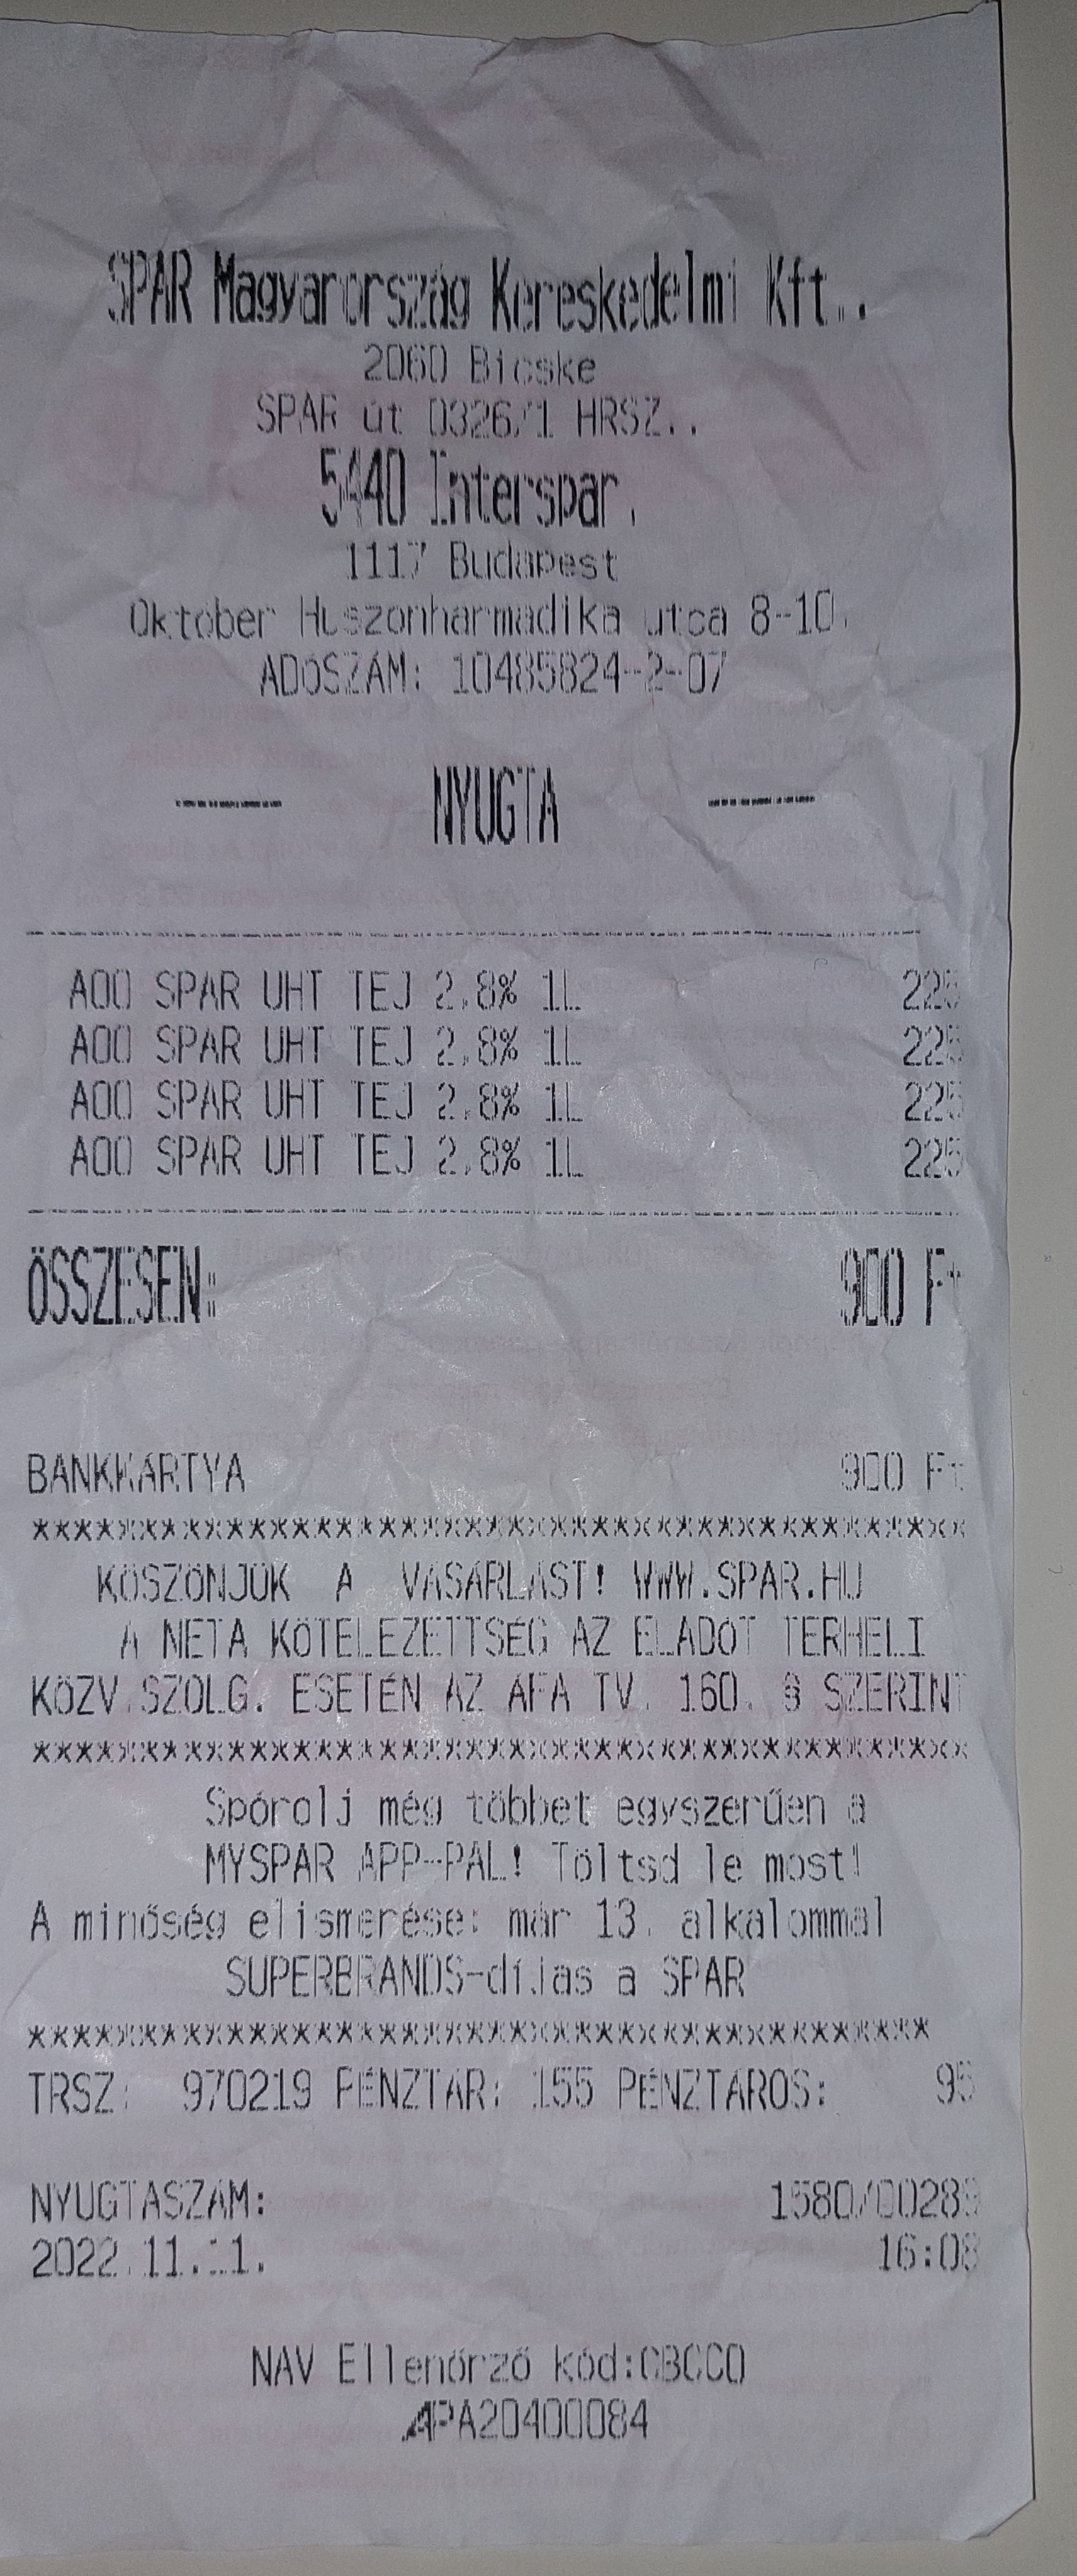 SPAR Magyarország Kereskedelmi Kft..
2060 Bicske
SPAR út 0326/1 HRSZ..
5440 Interspar.
1117 Budapest
Október Huszonharmadika utca 8-10.
ADÓSZÁM: 10485824-2-07
----- NYUGTA -----
A00 SPAR UHT TEJ 2,8% 1L 225
A00 SPAR UHT TEJ 2,8% 1L 225
A00 SPAR UHT TEJ 2,8% 1L 225
A00 SPAR UHT TEJ 2,8% 1L 225
ÖSSZESEN: 900 Ft
BANKKÁRTYA 900 Ft
*******************************************
KÖSZÖNJÜK A VÁSÁRLÁST! WWW.SPAR.HU
A NETA KÖTELEZETTSÉG AZ ELADÓT TERHELI
KÖZV.SZOLG. ESETÉN AZ ÁFA TV. 160. § SZERINT
*******************************************
Spórolj még többet egyszerűen a
MYSPAR APP-PAL! Töltsd le most!
A minőség elismerése: már 13. alkalommal
SUPERBRANDS-díjas a SPAR
******************************************
TRSZ: 970219 PÉNZTÁR: 155 PÉNZTÁROS: 95
NYUGTASZÁM: 1580/00289
2022.11.11. 16:08
NAV Ellenőrző kód:CBCC0
APA20400084